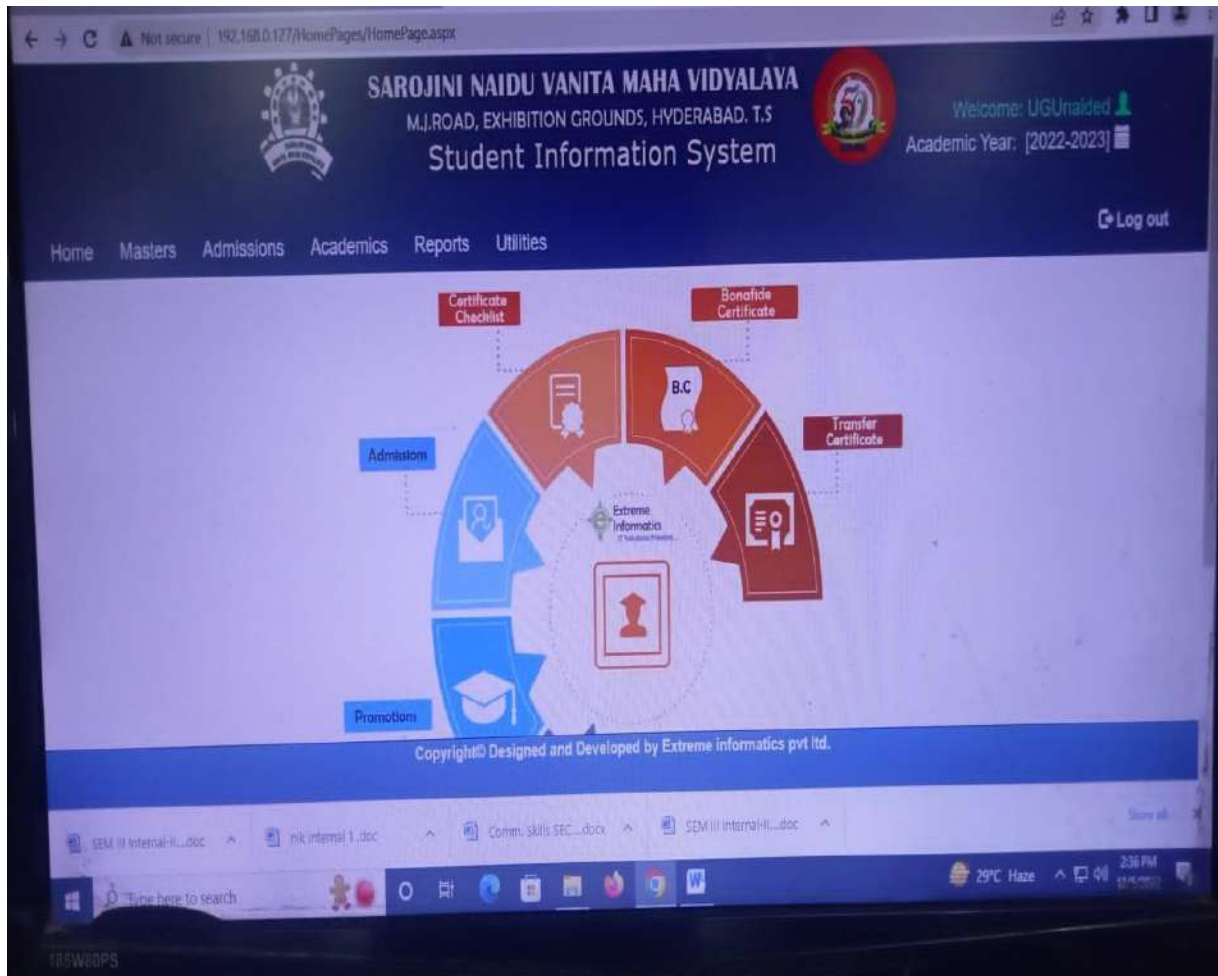 Not secure | 192.168.0.127/HomePages/HomePage.aspx
SAROJINI NAIDU VANITA MAHA VIDYALAYA
M.J.ROAD, EXHIBITION GROUNDS, HYDERABAD. T.S
Student Information System
Welcome: UGUnaided
Academic Year: [2022-2023]
Log out
Home Masters Admissions Academics Reports Utilities
Certificate
Checklist
Bonafide
Certificate
B.C
Transfer
Certificate
Admissions
Extreme
Informatics
Promotions
Copyright© Designed and Developed by Extreme informatics pvt ltd.
SEM III Internal-II....doc
nik internal 1 .doc
Comm. Skills SEC....docx
SEM III Internal-II....doc
Show all
Type here to search
29°C Haze
2:36 PM
185W80PS